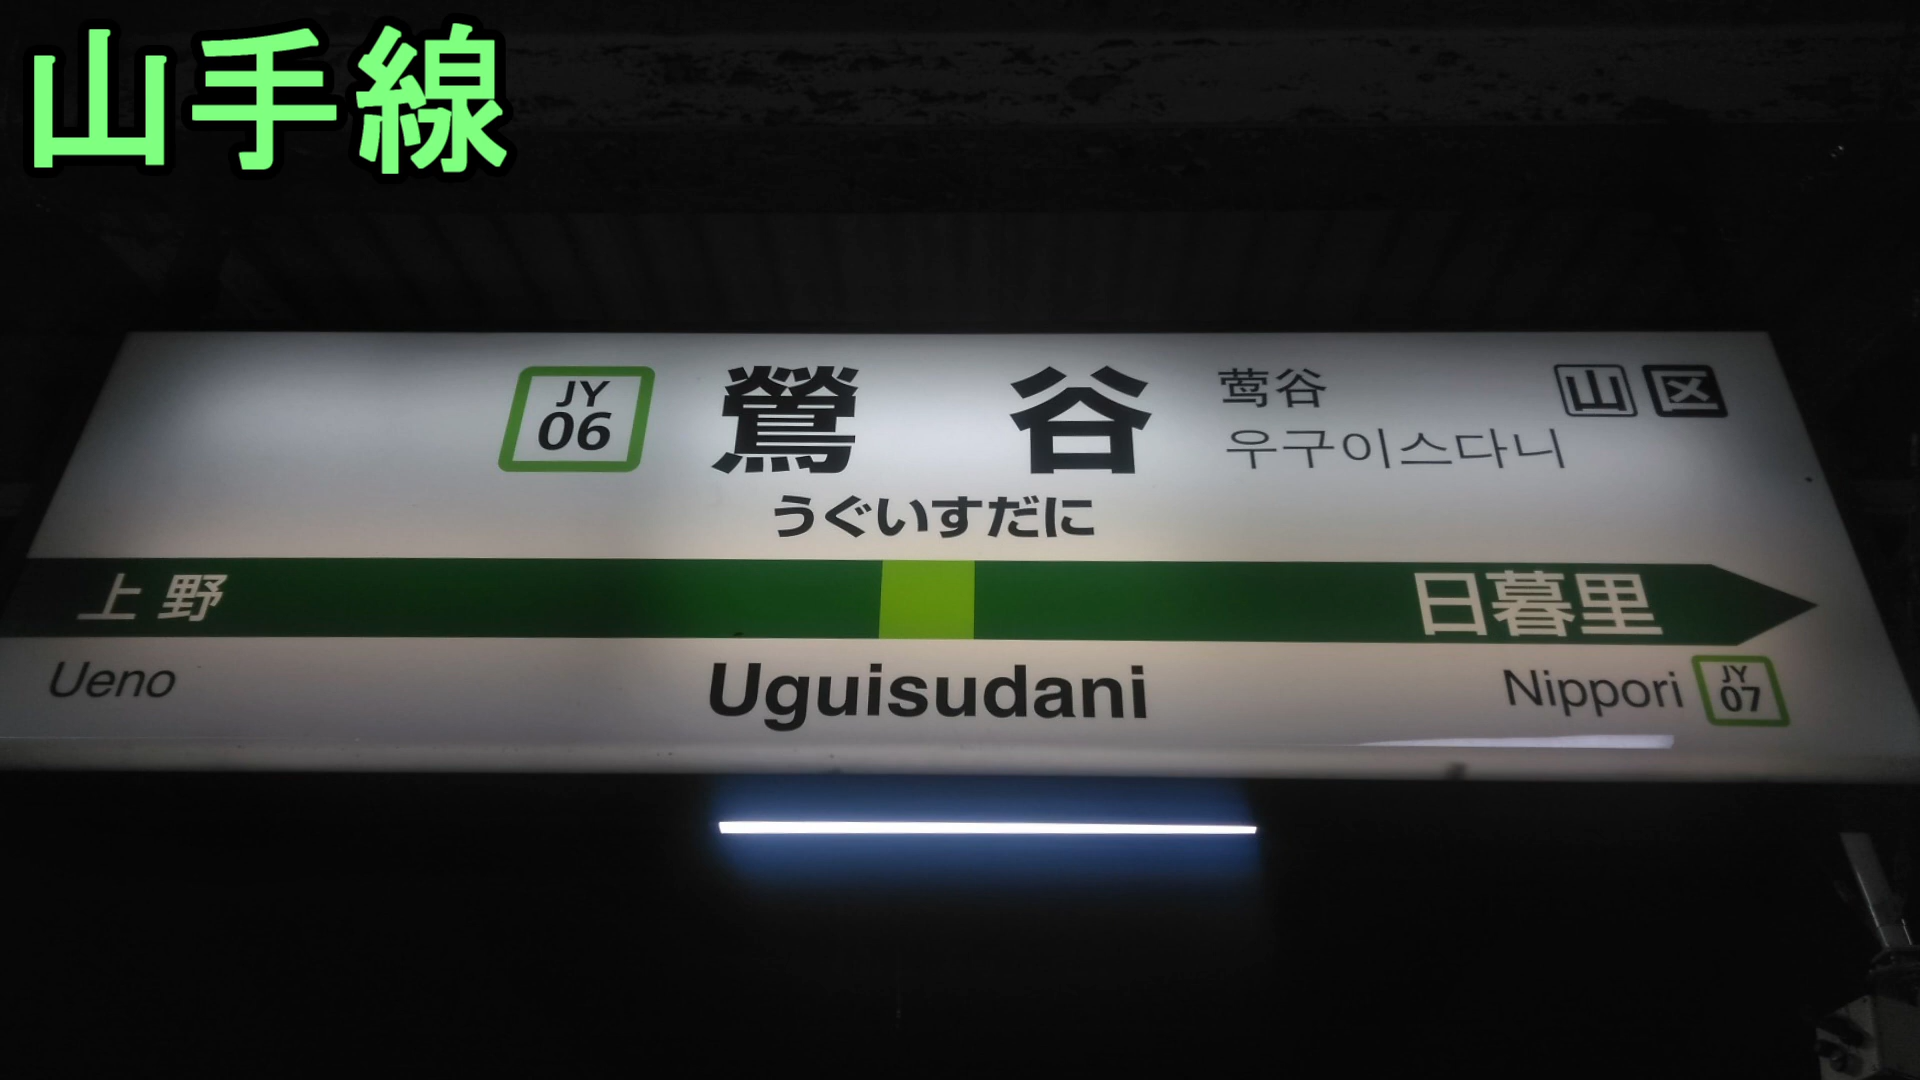 山手線
JY
06
鶯谷
莺谷
우구이스다니
山 区
うぐいすだに
上野
日暮里
Ueno
Uguisudani
Nippori
JY
07